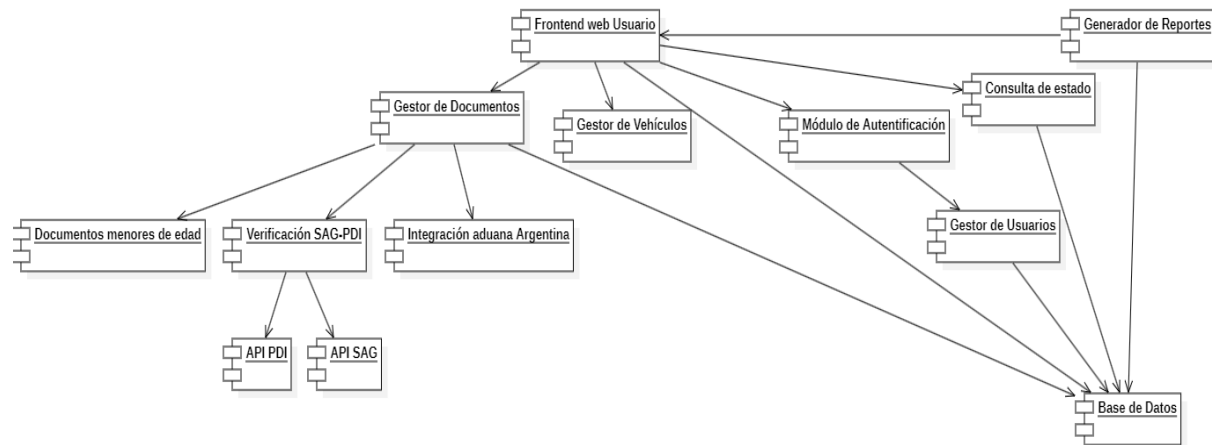 Frontend web Usuario
Generador de Reportes
Consulta de estado
Gestor de Documentos
Gestor de Vehículos
Módulo de Autentificación
Gestor de Usuarios
Documentos menores de edad
Verificación SAG-PDI
Integración aduana Argentina
API PDI
API SAG
Base de Datos